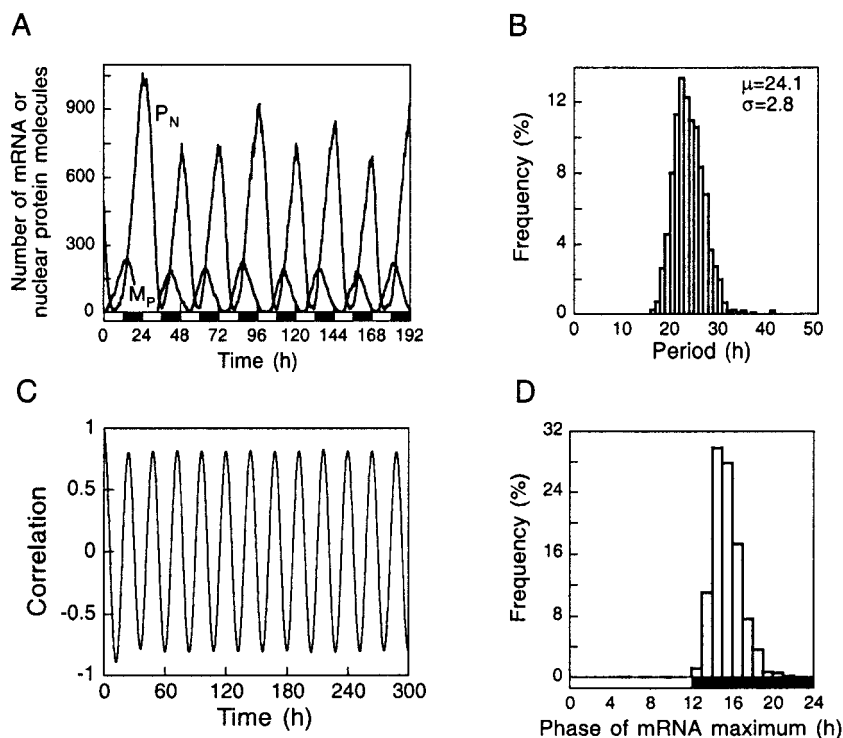 A
Number of mRNA or
nuclear protein molecules
900
600
300
0
P_N
M_P
0 24 48 72 96 120 144 168 192
Time (h)
B
Frequency (%)
12
8
4
0
μ=24.1
σ=2.8
0 10 20 30 40 50
Period (h)
C
Correlation
1
0.5
0
-0.5
-1
0 60 120 180 240 300
Time (h)
D
Frequency (%)
32
24
16
8
0
0 4 8 12 16 20 24
Phase of mRNA maximum (h)